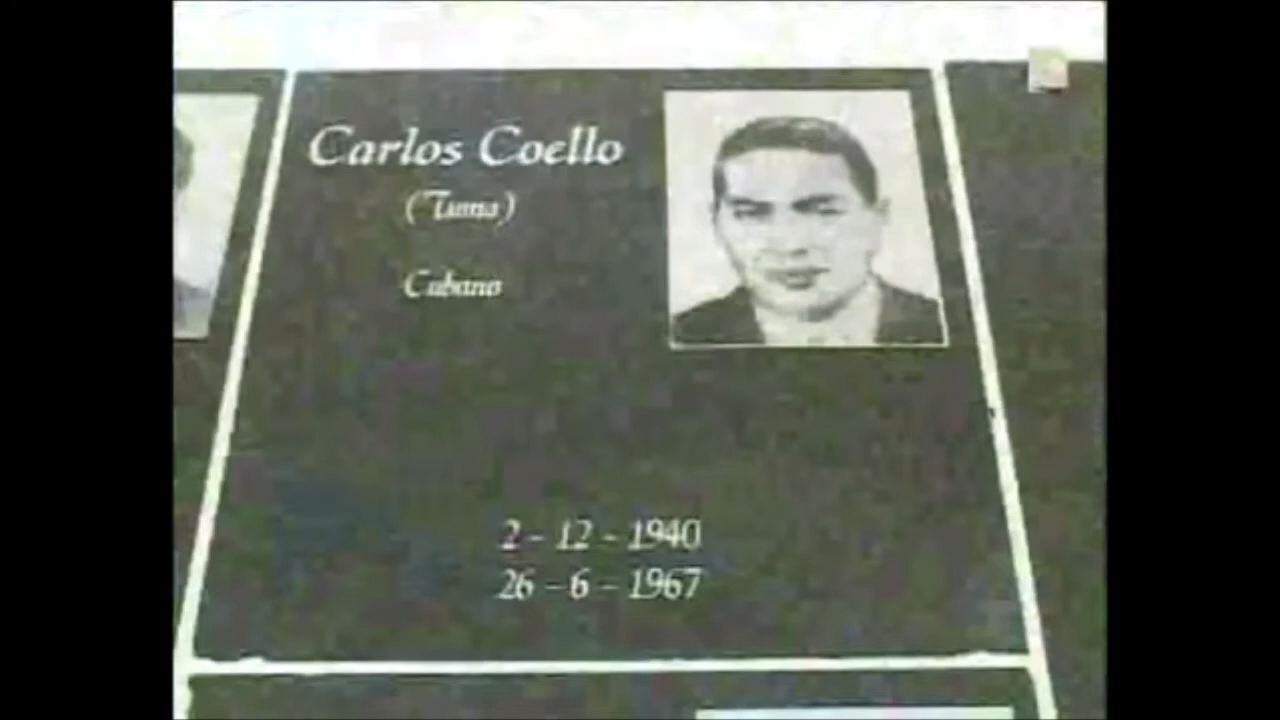 Carlos Coello
(Tuma)
Cubano
2 - 12 - 1940
26 - 6 - 1967